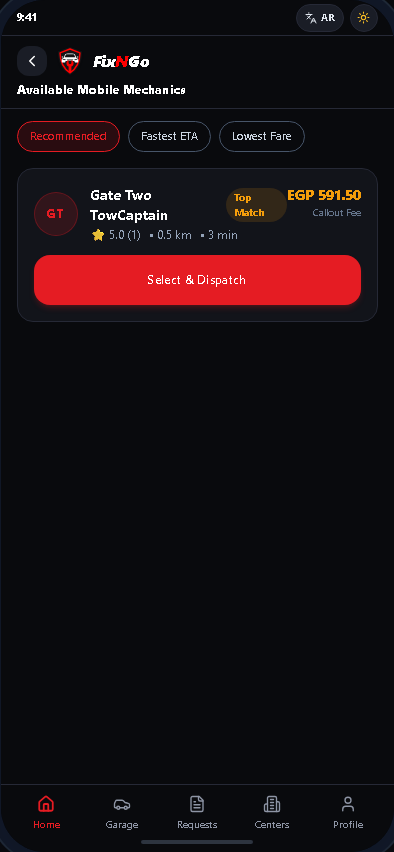 9:41
AR
FixNGo
Available Mobile Mechanics
Recommended
Fastest ETA
Lowest Fare
GT
Gate Two
TowCaptain
Top
Match
EGP 591.50
Callout Fee
5.0 (1) • 0.5 km • 3 min
Select & Dispatch
Home
Garage
Requests
Centers
Profile